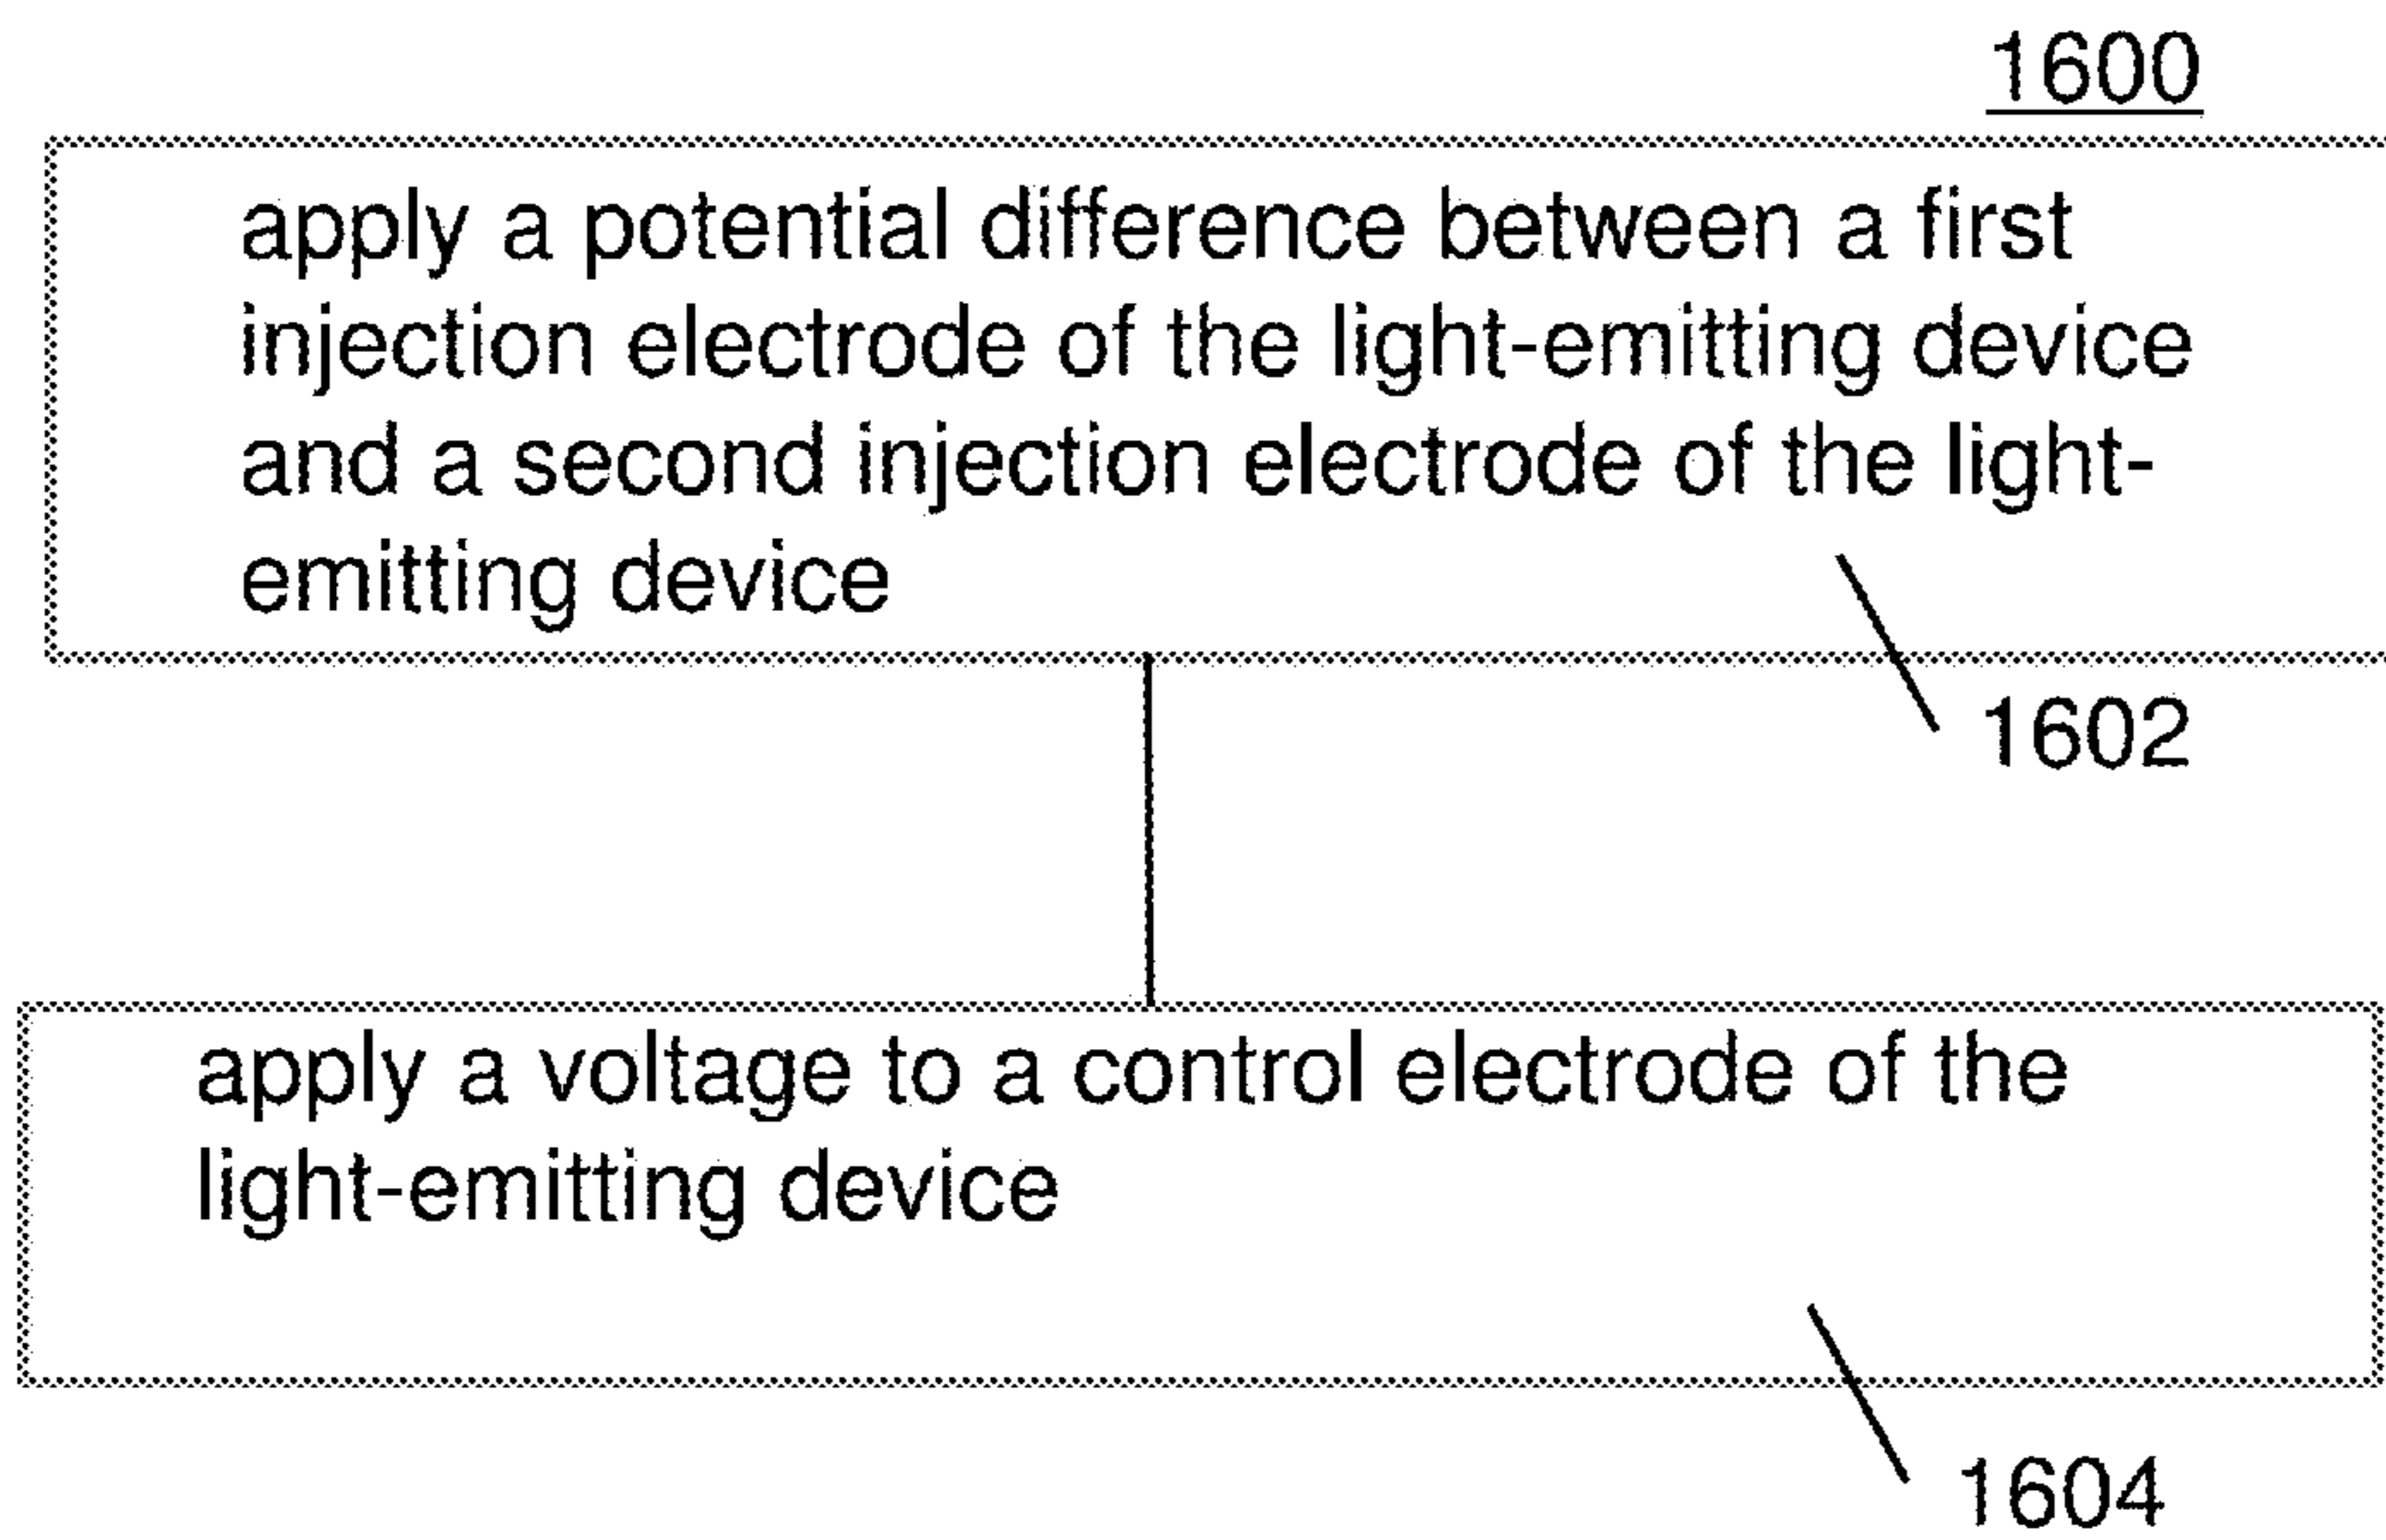 1600
apply a potential difference between a first
injection electrode of the light-emitting device
and a second injection electrode of the light-
emitting device
1602
apply a voltage to a control electrode of the
light-emitting device
1604